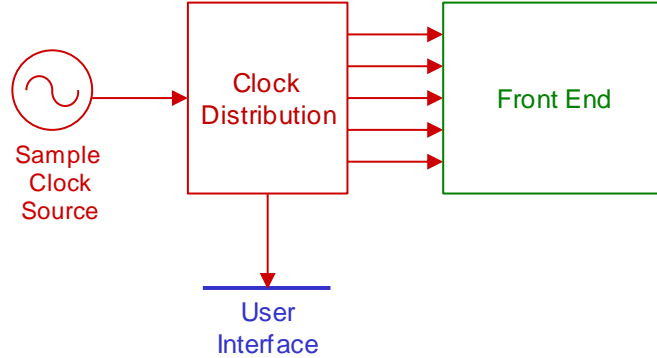 Clock
Distribution
Front End
Sample
Clock
Source
User
Interface